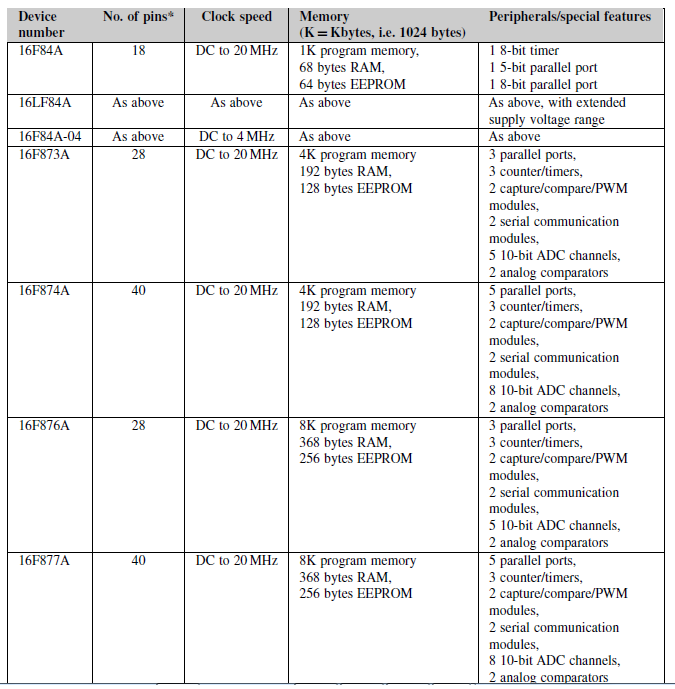 Device number No. of pins* Clock speed Memory (K = Kbytes, i.e. 1024 bytes) Peripherals/special features
16F84A 18 DC to 20 MHz 1K program memory, 1 8-bit timer
68 bytes RAM, 1 5-bit parallel port
64 bytes EEPROM 1 8-bit parallel port
16LF84A As above As above As above As above, with extended
supply voltage range
16F84A-04 As above DC to 4 MHz As above As above
16F873A 28 DC to 20 MHz 4K program memory 3 parallel ports,
192 bytes RAM, 3 counter/timers,
128 bytes EEPROM 2 capture/compare/PWM
modules,
2 serial communication
modules,
5 10-bit ADC channels,
2 analog comparators
16F874A 40 DC to 20 MHz 4K program memory 5 parallel ports,
192 bytes RAM, 3 counter/timers,
128 bytes EEPROM 2 capture/compare/PWM
modules,
2 serial communication
modules,
8 10-bit ADC channels,
2 analog comparators
16F876A 28 DC to 20 MHz 8K program memory 3 parallel ports,
368 bytes RAM, 3 counter/timers,
256 bytes EEPROM 2 capture/compare/PWM
modules,
2 serial communication
modules,
5 10-bit ADC channels,
2 analog comparators
16F877A 40 DC to 20 MHz 8K program memory 5 parallel ports,
368 bytes RAM, 3 counter/timers,
256 bytes EEPROM 2 capture/compare/PWM
modules,
2 serial communication
modules,
8 10-bit ADC channels,
2 analog comparators